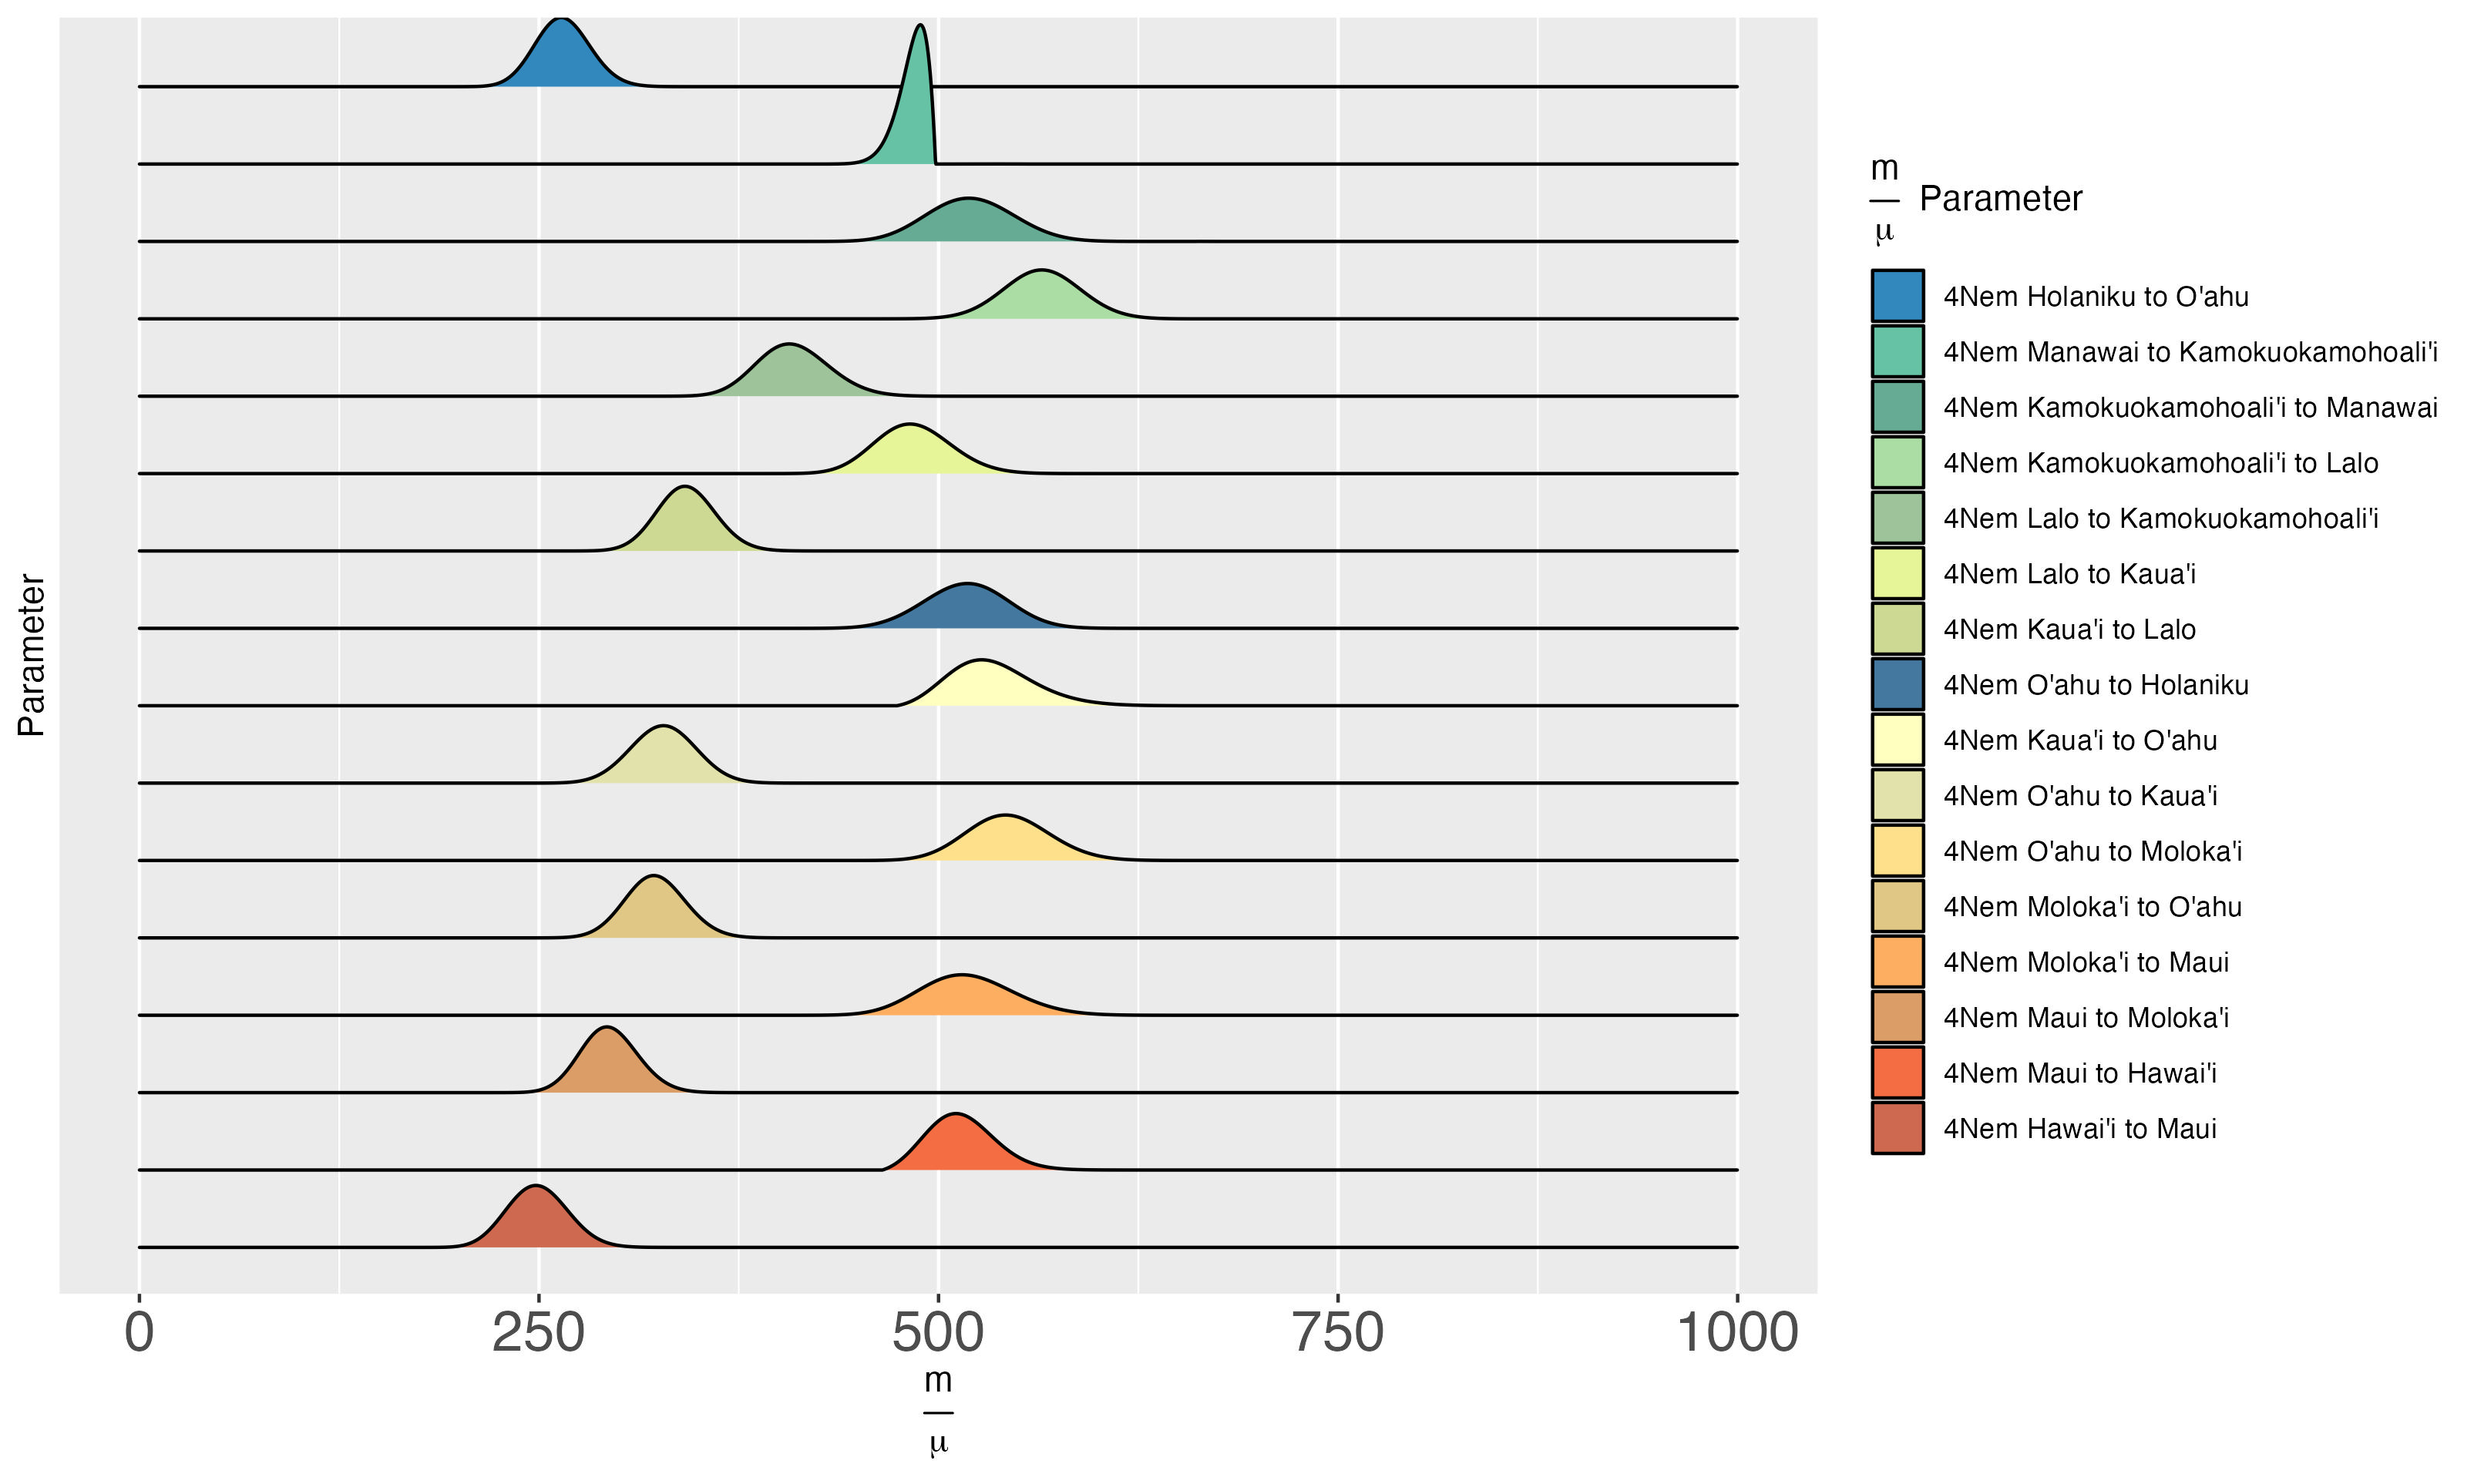 Parameter
0 250 500 750 1000
m
μ
m
μ
Parameter
4Nem Holaniku to O'ahu
4Nem Manawai to Kamokuokamohoali'i
4Nem Kamokuokamohoali'i to Manawai
4Nem Kamokuokamohoali'i to Lalo
4Nem Lalo to Kamokuokamohoali'i
4Nem Lalo to Kaua'i
4Nem Kaua'i to Lalo
4Nem O'ahu to Holaniku
4Nem Kaua'i to O'ahu
4Nem O'ahu to Kaua'i
4Nem O'ahu to Moloka'i
4Nem Moloka'i to O'ahu
4Nem Moloka'i to Maui
4Nem Maui to Moloka'i
4Nem Maui to Hawai'i
4Nem Hawai'i to Maui